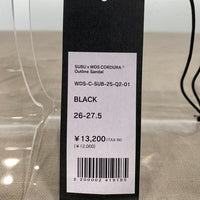 SUBU x WDS CORDURA®
Outline Sandal
WDS-C-SUB-25-Q2-01
BLACK
26-27.5
¥13,200(TAX IN)
(¥12,000)
8200002419185